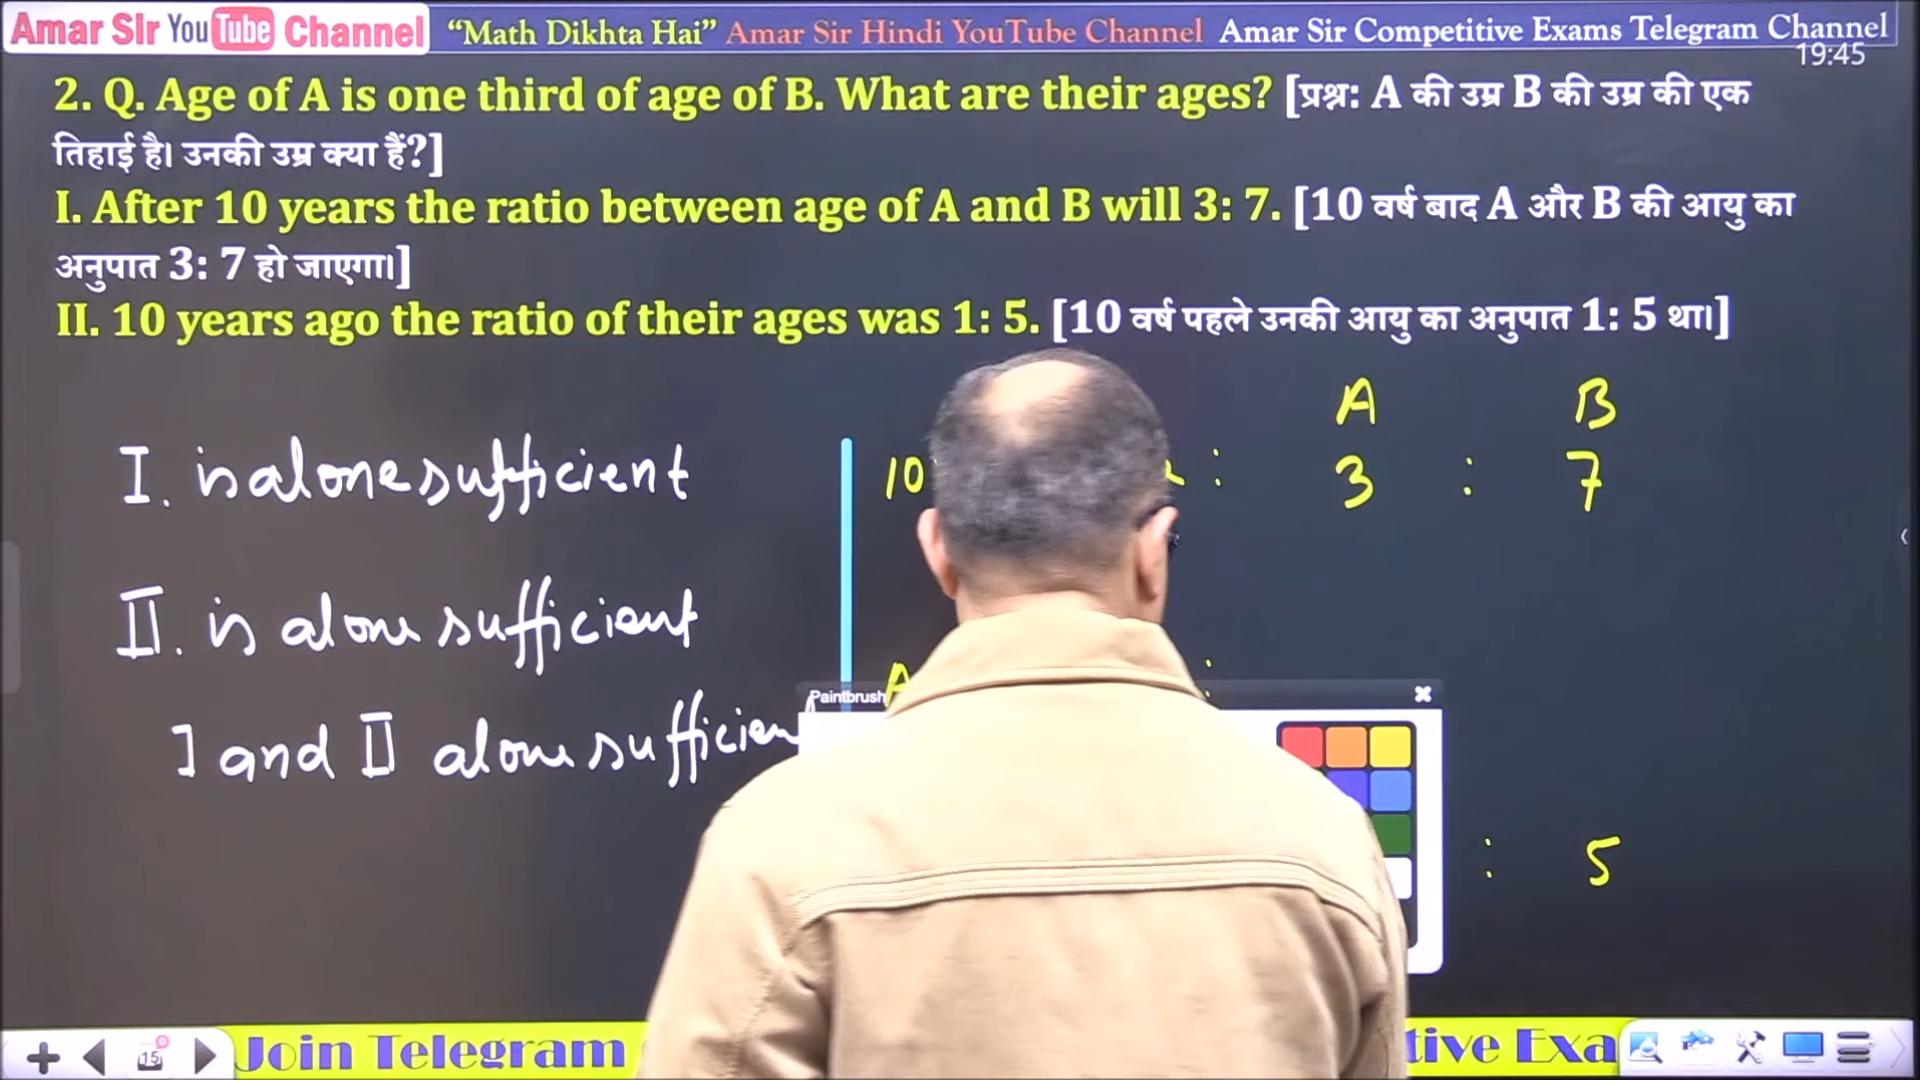 Amar SIr YouTube Channel "Math Dikhta Hai" Amar Sir Hindi YouTube Channel Amar Sir Competitive Exams Telegram Channel
19:45
2. Q. Age of A is one third of age of B. What are their ages? [प्रश्न: A की उम्र B की उम्र की एक
तिहाई है। उनकी उम्र क्या हैं?]
I. After 10 years the ratio between age of A and B will 3: 7. [10 वर्ष बाद A और B की आयु का
अनुपात 3: 7 हो जाएगा।]
II. 10 years ago the ratio of their ages was 1: 5. [10 वर्ष पहले उनकी आयु का अनुपात 1: 5 था।]
A B
I. is alone sufficient 10 : 3 : 7
II. is alone sufficient
A :
Paintbrush
I and II alone sufficien
: 5
15
Join Telegram tive Exa